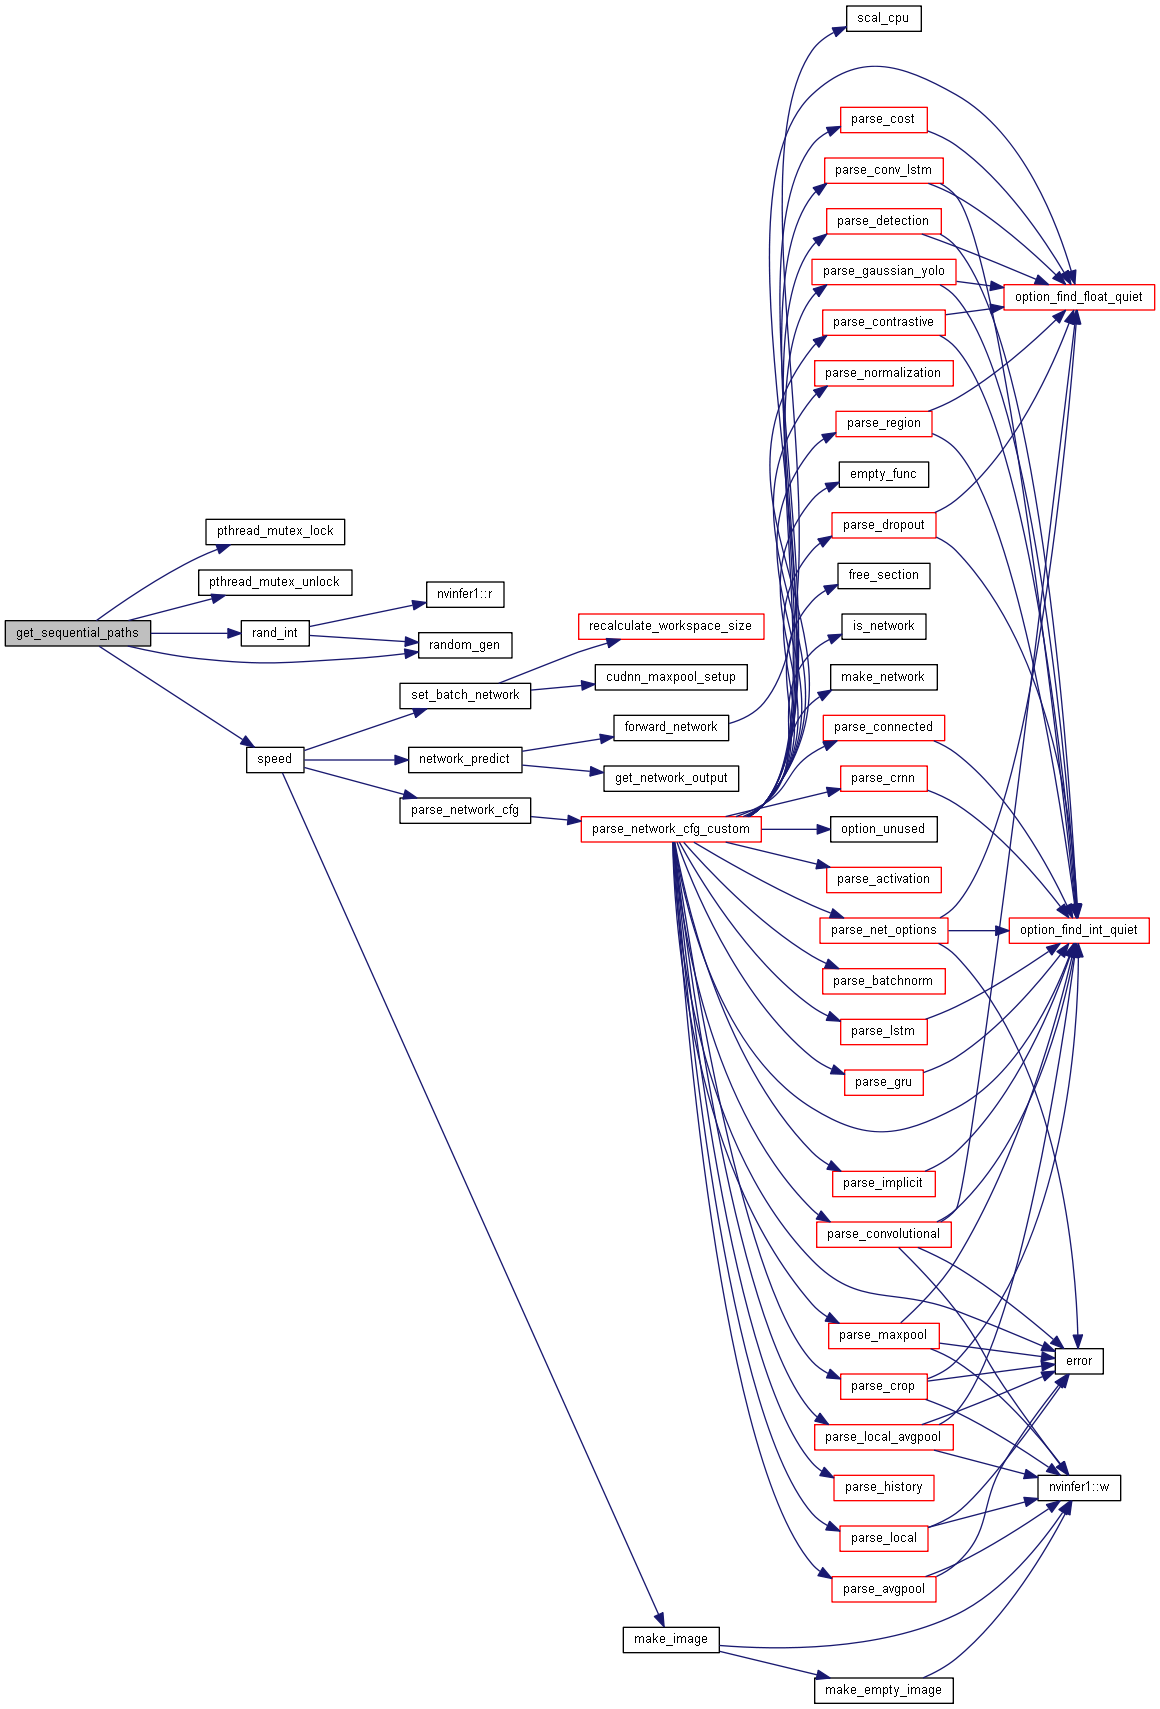 scal_cpu
parse_cost
parse_conv_lstm
parse_detection
parse_gaussian_yolo
option_find_float_quiet
parse_contrastive
parse_normalization
parse_region
empty_func
parse_dropout
pthread_mutex_lock
free_section
pthread_mutex_unlock
nvinfer1::r
get_sequential_paths
rand_int
random_gen
recalculate_workspace_size
is_network
set_batch_network
cudnn_maxpool_setup
make_network
forward_network
parse_connected
speed
network_predict
get_network_output
parse_crnn
parse_network_cfg
parse_network_cfg_custom
option_unused
parse_activation
parse_net_options
option_find_int_quiet
parse_batchnorm
parse_lstm
parse_gru
parse_implicit
parse_convolutional
parse_maxpool
error
parse_crop
parse_local_avgpool
parse_history
nvinfer1::w
parse_local
parse_avgpool
make_image
make_empty_image